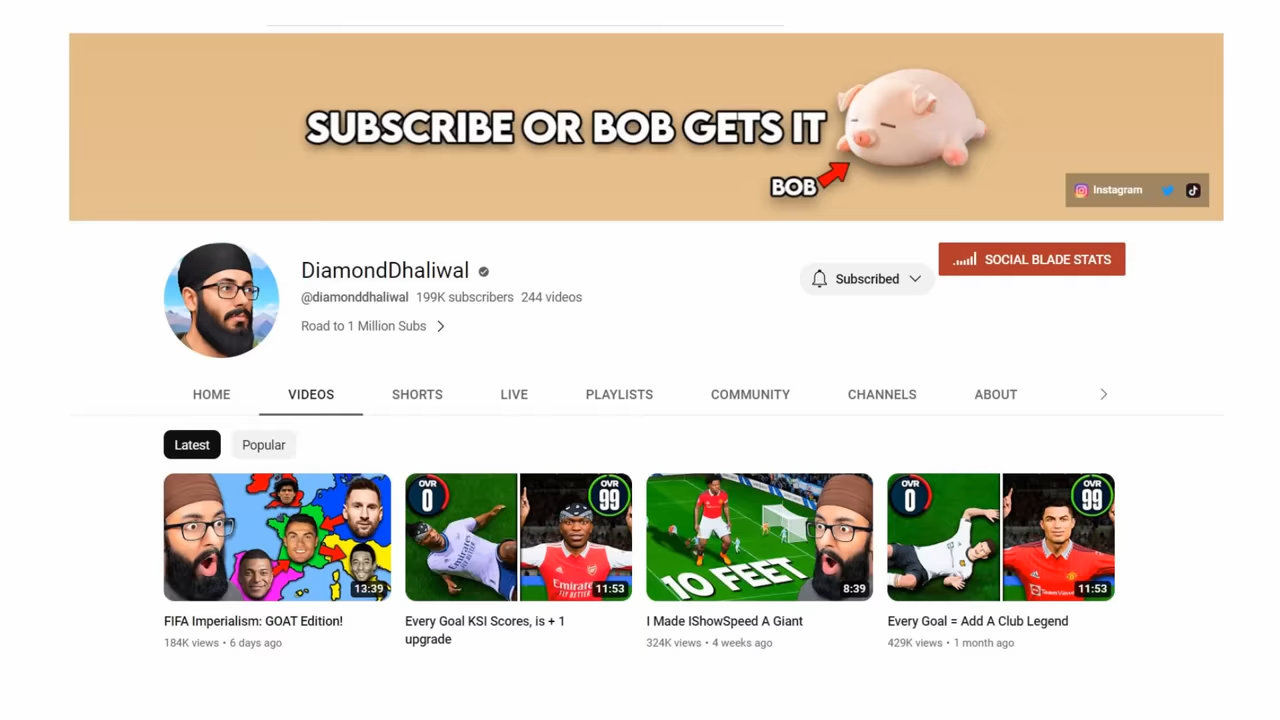 SUBSCRIBE OR BOB GETS IT
BOB
Instagram
DiamondDhaliwal
@diamonddhaliwal 199K subscribers 244 videos
Road to 1 Million Subs
Subscribed
SOCIAL BLADE STATS
HOME VIDEOS SHORTS LIVE PLAYLISTS COMMUNITY CHANNELS ABOUT
Latest Popular
13:39
FIFA Imperialism: GOAT Edition!
184K views • 6 days ago
OVR
0
OVR
99
Emirates
FLY BETTER
11:53
Every Goal KSI Scores, is + 1
upgrade
10 FEET
8:39
I Made IShowSpeed A Giant
324K views • 4 weeks ago
OVR
0
OVR
99
TeamViewer
11:53
Every Goal = Add A Club Legend
429K views • 1 month ago